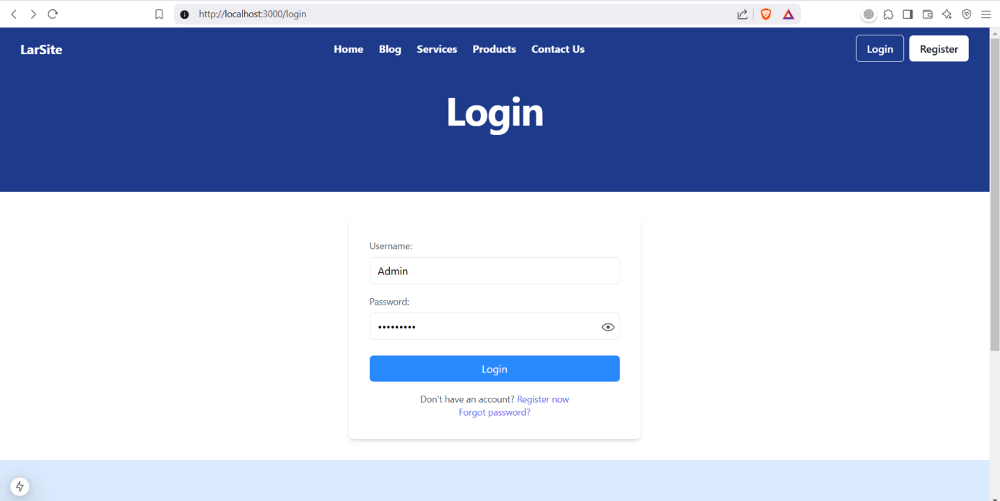 http://localhost:3000/login
LarSite Home Blog Services Products Contact Us Login Register
Login
Username:
Admin
Password:
•••••••••
Login
Don't have an account? Register now
Forgot password?